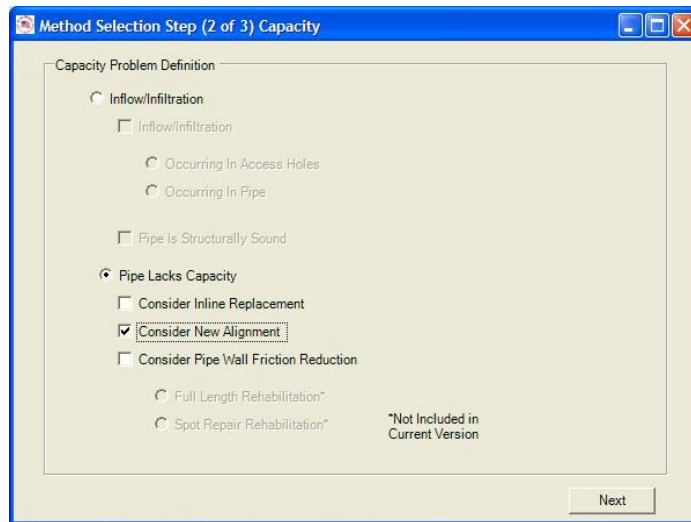 Method Selection Step (2 of 3) Capacity
Capacity Problem Definition
Inflow/Infiltration
Inflow/Infiltration
Occurring In Access Holes
Occurring In Pipe
Pipe Is Structurally Sound
Pipe Lacks Capacity
Consider Inline Replacement
Consider New Alignment
Consider Pipe Wall Friction Reduction
Full Length Rehabilitation*
Spot Repair Rehabilitation*
*Not Included in
Current Version
Next